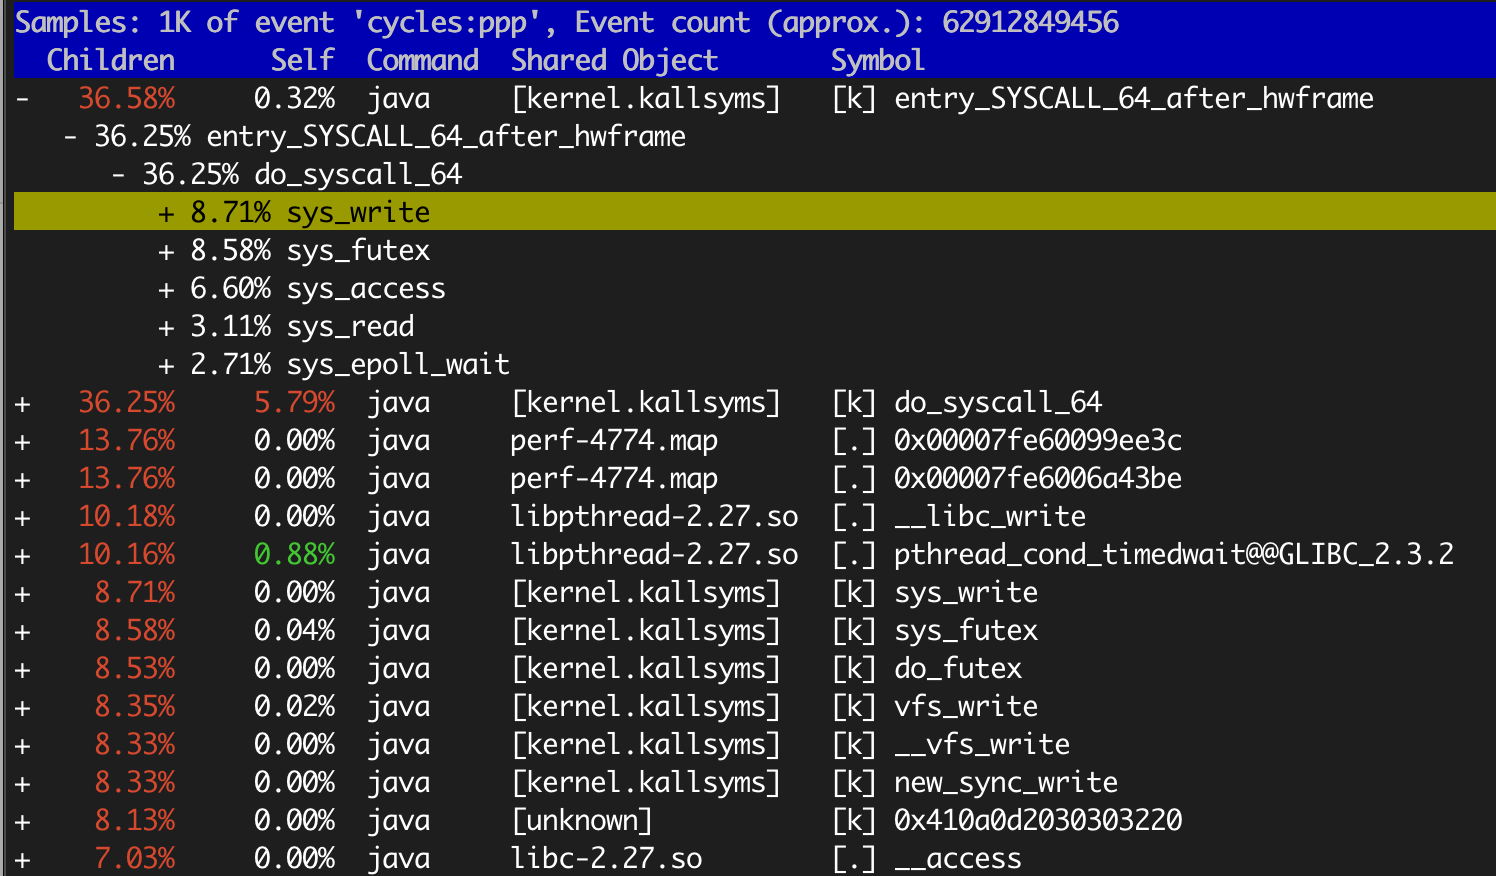 Samples: 1K of event 'cycles:ppp', Event count (approx.): 62912849456
Children Self Command Shared Object Symbol
- 36.58% 0.32% java [kernel.kallsyms] [k] entry_SYSCALL_64_after_hwframe
- 36.25% entry_SYSCALL_64_after_hwframe
- 36.25% do_syscall_64
+ 8.71% sys_write
+ 8.58% sys_futex
+ 6.60% sys_access
+ 3.11% sys_read
+ 2.71% sys_epoll_wait
+ 36.25% 5.79% java [kernel.kallsyms] [k] do_syscall_64
+ 13.76% 0.00% java perf-4774.map [.] 0x00007fe60099ee3c
+ 13.76% 0.00% java perf-4774.map [.] 0x00007fe6006a43be
+ 10.18% 0.00% java libpthread-2.27.so [.] __libc_write
+ 10.16% 0.88% java libpthread-2.27.so [.] pthread_cond_timedwait@@GLIBC_2.3.2
+ 8.71% 0.00% java [kernel.kallsyms] [k] sys_write
+ 8.58% 0.04% java [kernel.kallsyms] [k] sys_futex
+ 8.53% 0.00% java [kernel.kallsyms] [k] do_futex
+ 8.35% 0.02% java [kernel.kallsyms] [k] vfs_write
+ 8.33% 0.00% java [kernel.kallsyms] [k] __vfs_write
+ 8.33% 0.00% java [kernel.kallsyms] [k] new_sync_write
+ 8.13% 0.00% java [unknown] [k] 0x410a0d2030303220
+ 7.03% 0.00% java libc-2.27.so [.] __access